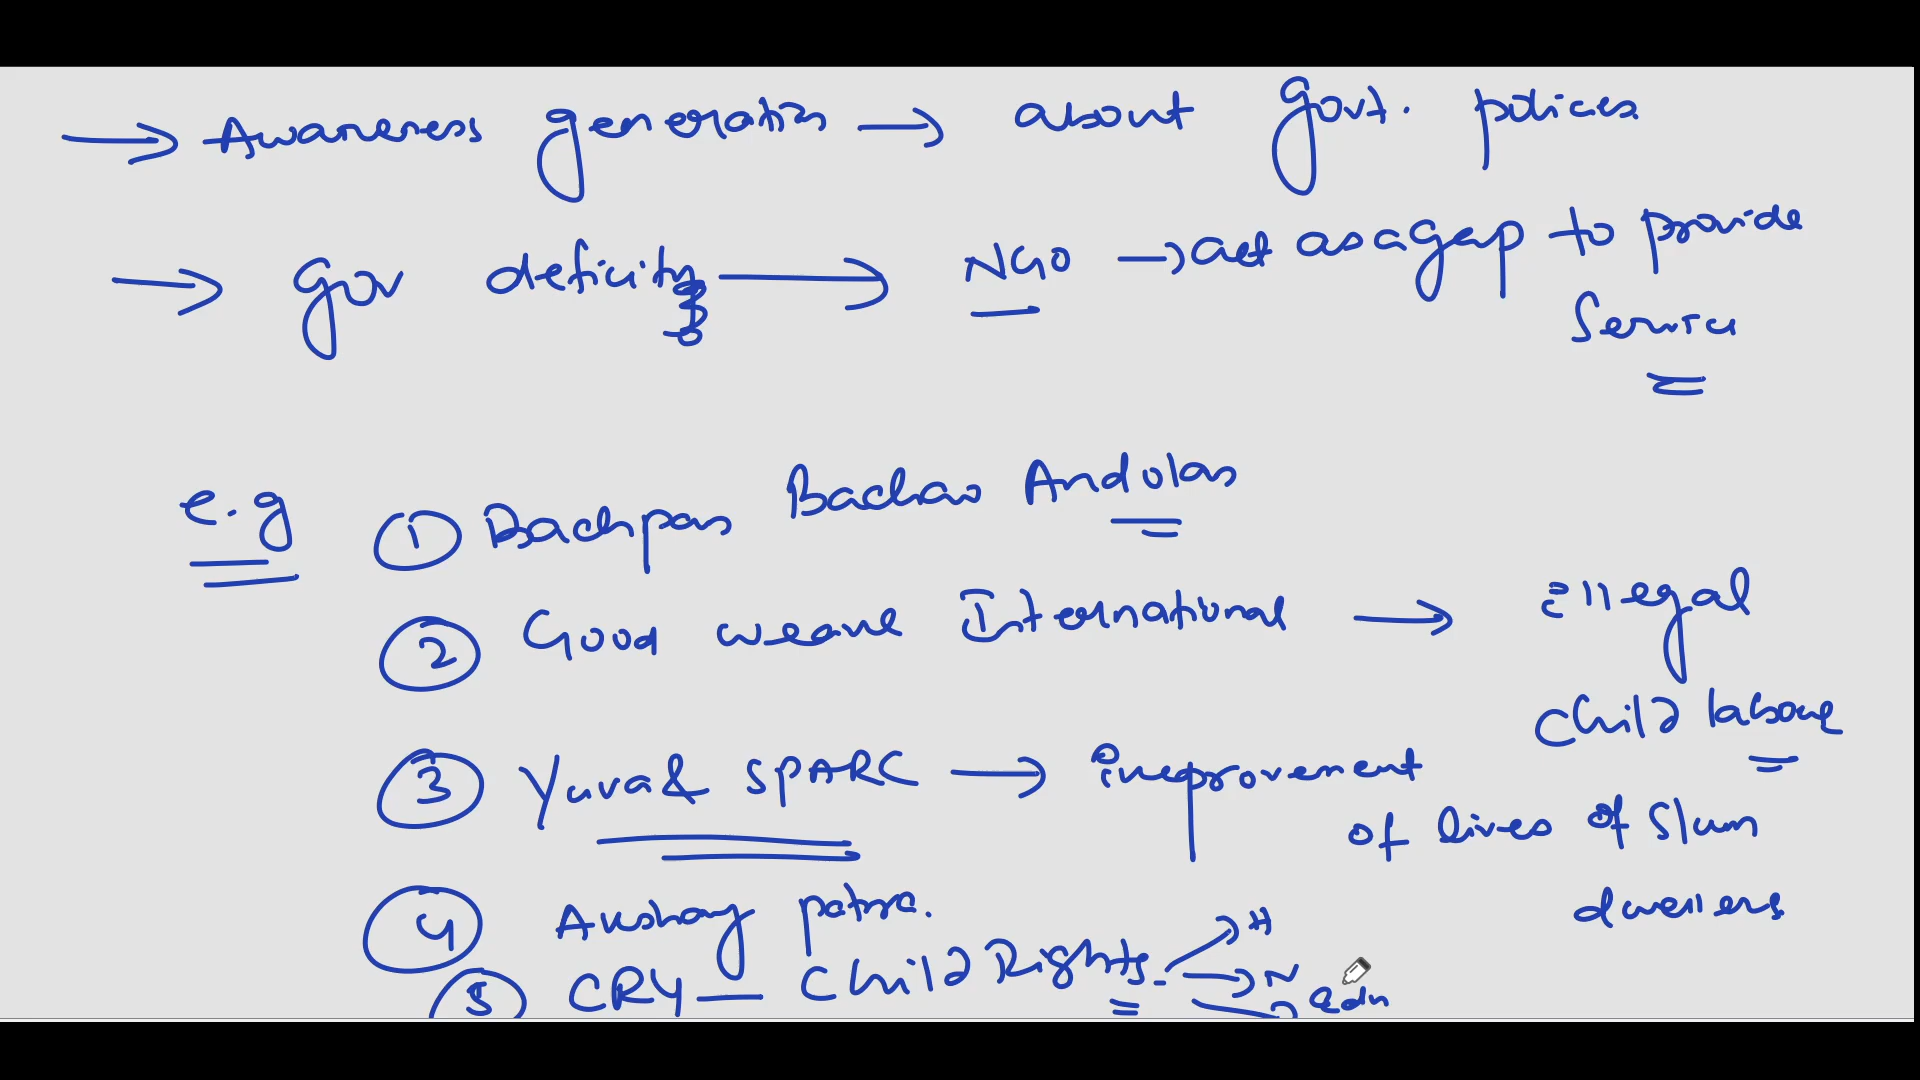 → Awareness generation → about Govt. policies
→ gov deficits → NGO → act as a gap to provide
Service
e.g ① Bachpan Bachao Andolan
② Good weave International → illegal
child labour
③ Yuva & SPARC → improvement
of lives of slum
dwellers
④ Akshay patra.
⑤ CRY — Child Rights → H
→ N
→ Edn